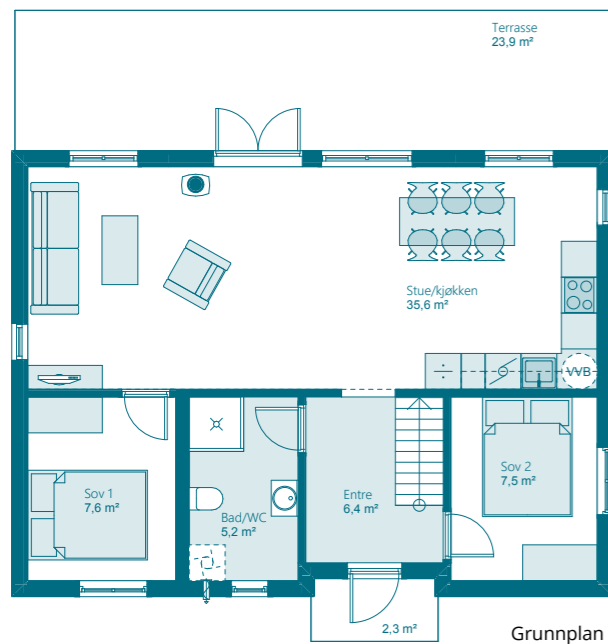 Terrasse
23,9 m²
Stue/kjøkken
35,6 m²
VVB
Sov 1
7,6 m²
Bad/WC
5,2 m²
Entre
6,4 m²
Sov 2
7,5 m²
2,3 m²
Grunnplan